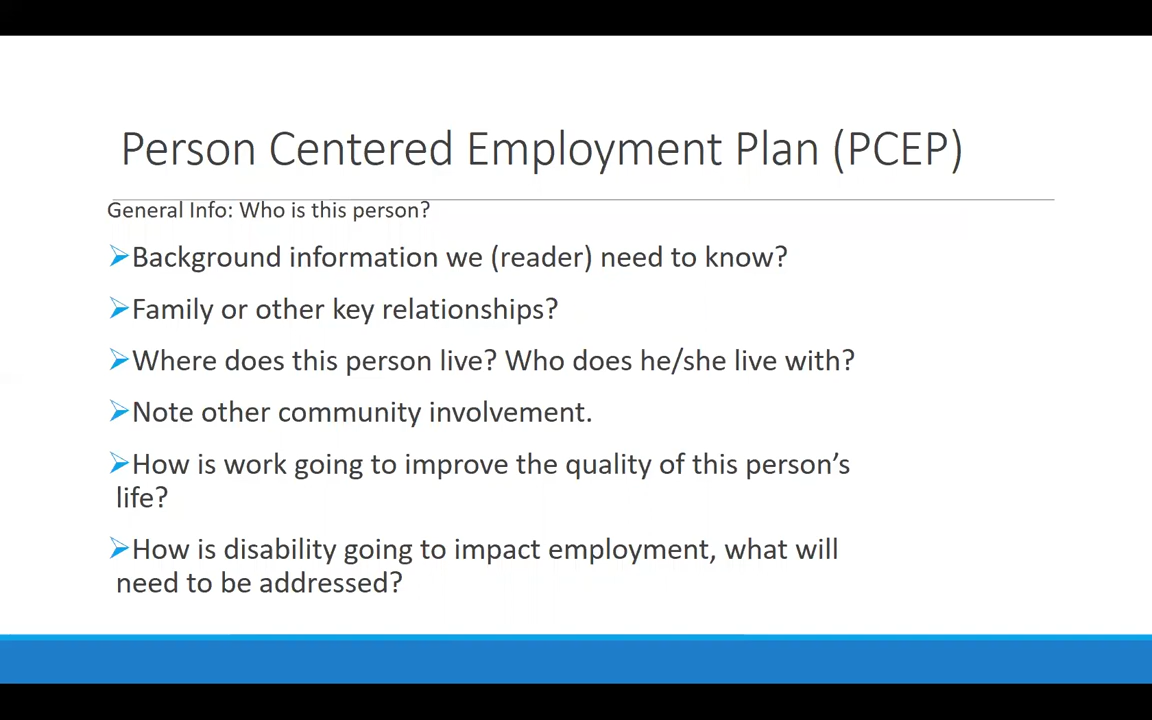 Person Centered Employment Plan (PCEP)
General Info: Who is this person?
Background information we (reader) need to know?
Family or other key relationships?
Where does this person live? Who does he/she live with?
Note other community involvement.
How is work going to improve the quality of this person’s
life?
How is disability going to impact employment, what will
need to be addressed?